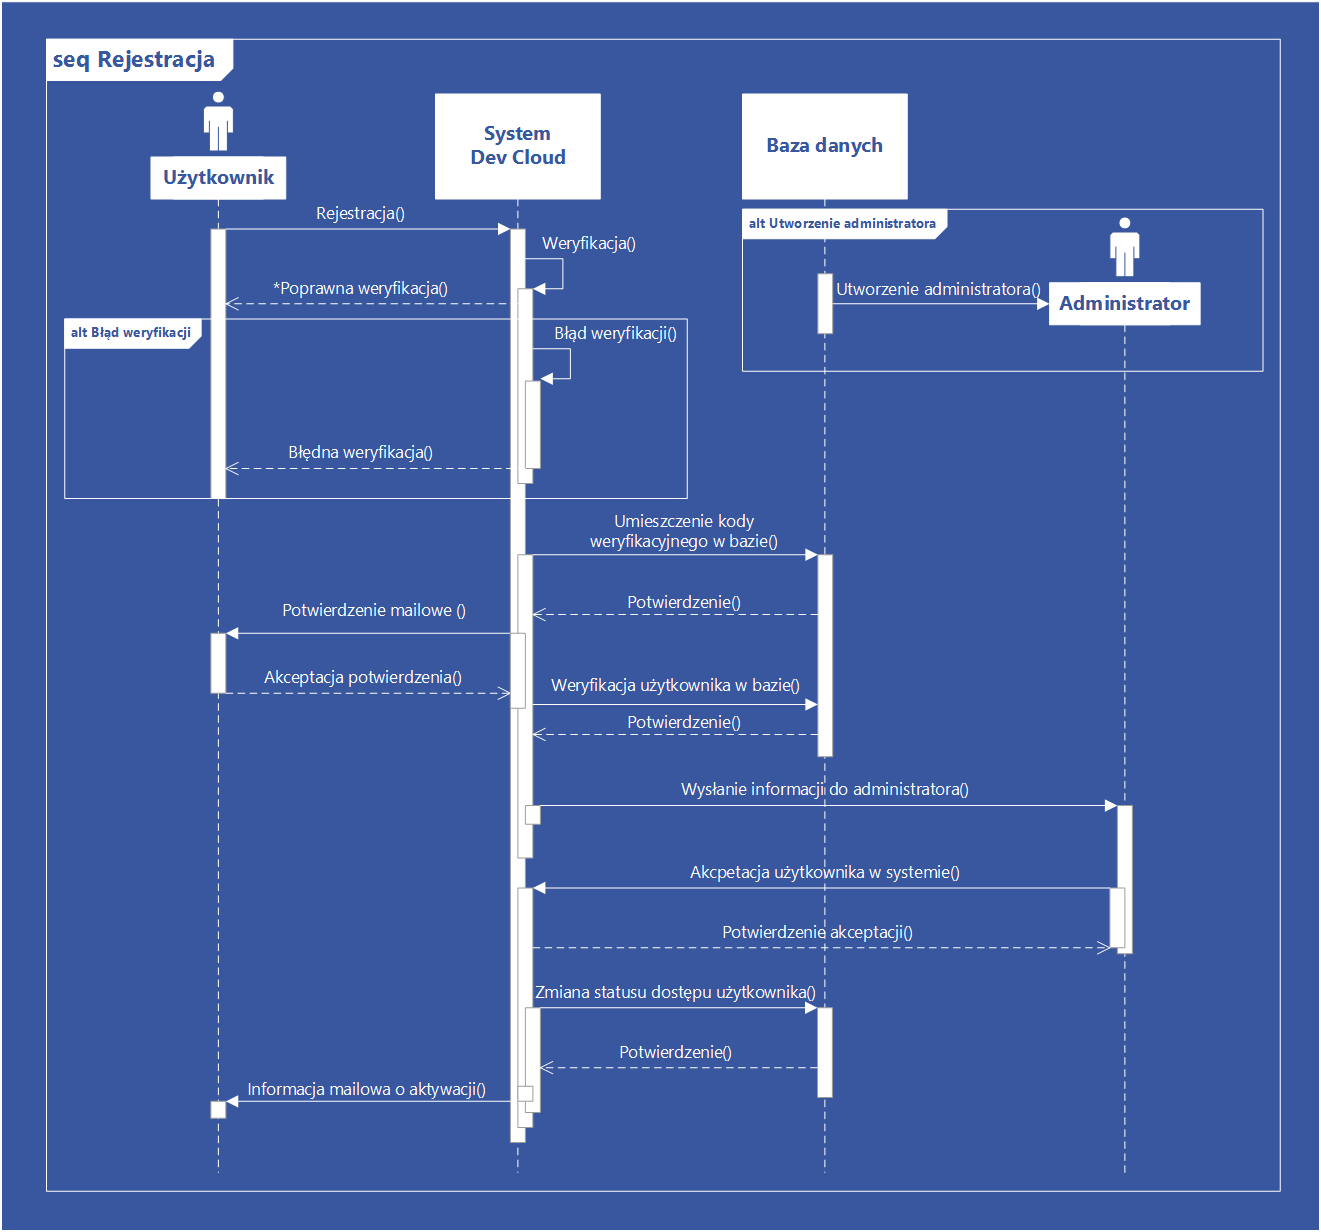 seq Rejestracja
Użytkownik
System
Dev Cloud
Baza danych
alt Utworzenie administratora
Rejestracja()
Weryfikacja()
*Poprawna weryfikacja()
Utworzenie administratora()
Administrator
alt Błąd weryfikacji
Błąd weryfikacji()
Błędna weryfikacja()
Umieszczenie kody
weryfikacyjnego w bazie()
Potwierdzenie()
Potwierdzenie mailowe ()
Akceptacja potwierdzenia()
Weryfikacja użytkownika w bazie()
Potwierdzenie()
Wysłanie informacji do administratora()
Akcpetacja użytkownika w systemie()
Potwierdzenie akceptacji()
Zmiana statusu dostępu użytkownika()
Potwierdzenie()
Informacja mailowa o aktywacji()